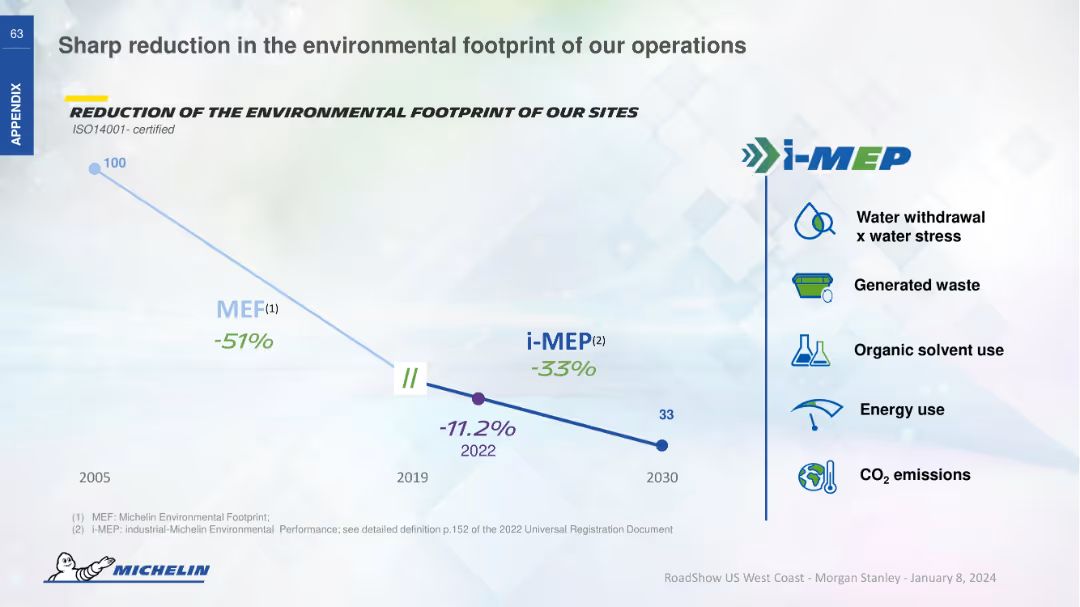 63
APPENDIX
Sharp reduction in the environmental footprint of our operations
REDUCTION OF THE ENVIRONMENTAL FOOTPRINT OF OUR SITES
ISO14001- certified
100
MEF(1)
-51%
//
i-MEP(2)
-33%
-11.2%
2022
33
2005
2019
2030
i-MEP
Water withdrawal
x water stress
Generated waste
Organic solvent use
Energy use
CO2 emissions
(1) MEF: Michelin Environmental Footprint;
(2) i-MEP: industrial-Michelin Environmental Performance; see detailed definition p.152 of the 2022 Universal Registration Document
MICHELIN
RoadShow US West Coast - Morgan Stanley - January 8, 2024